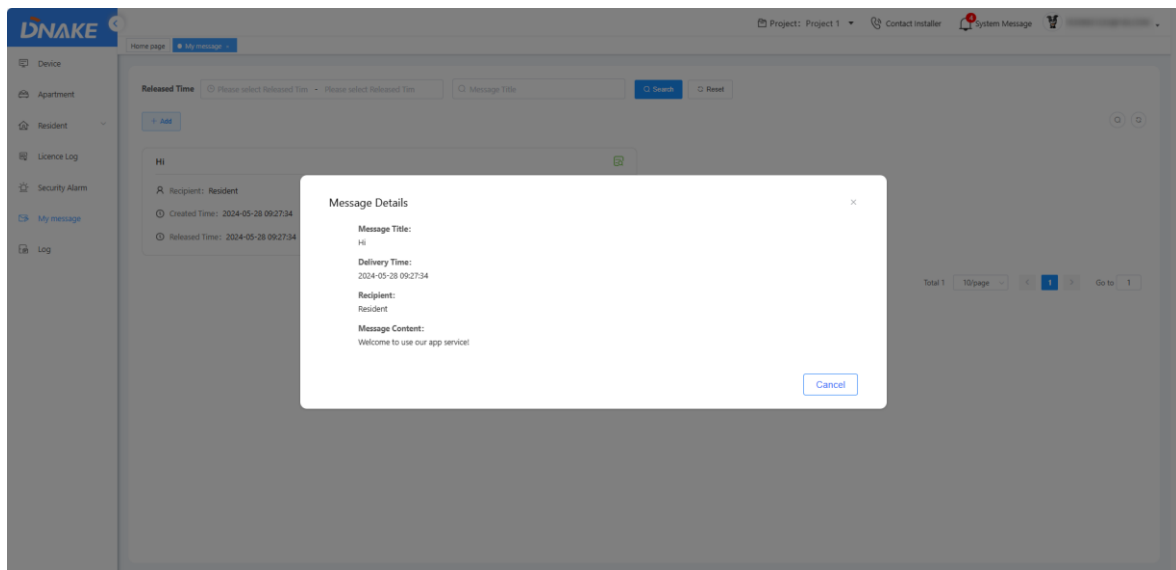 DNAKE
Project: Project 1
Contact Installer
4
System Message
Home page
My message
Device
Apartment
Resident
Licence Log
Security Alarm
My message
Log
Released Time
Please select Released Tim - Please select Released Tim
Message Title
Search
Reset
+ Add
Hi
Recipient: Resident
Created Time: 2024-05-28 09:27:34
Released Time: 2024-05-28 09:27:34
Message Details
Message Title:
Hi
Delivery Time:
2024-05-28 09:27:34
Recipient:
Resident
Message Content:
Welcome to use our app service!
Cancel
Total 1
10/page
1
Go to 1